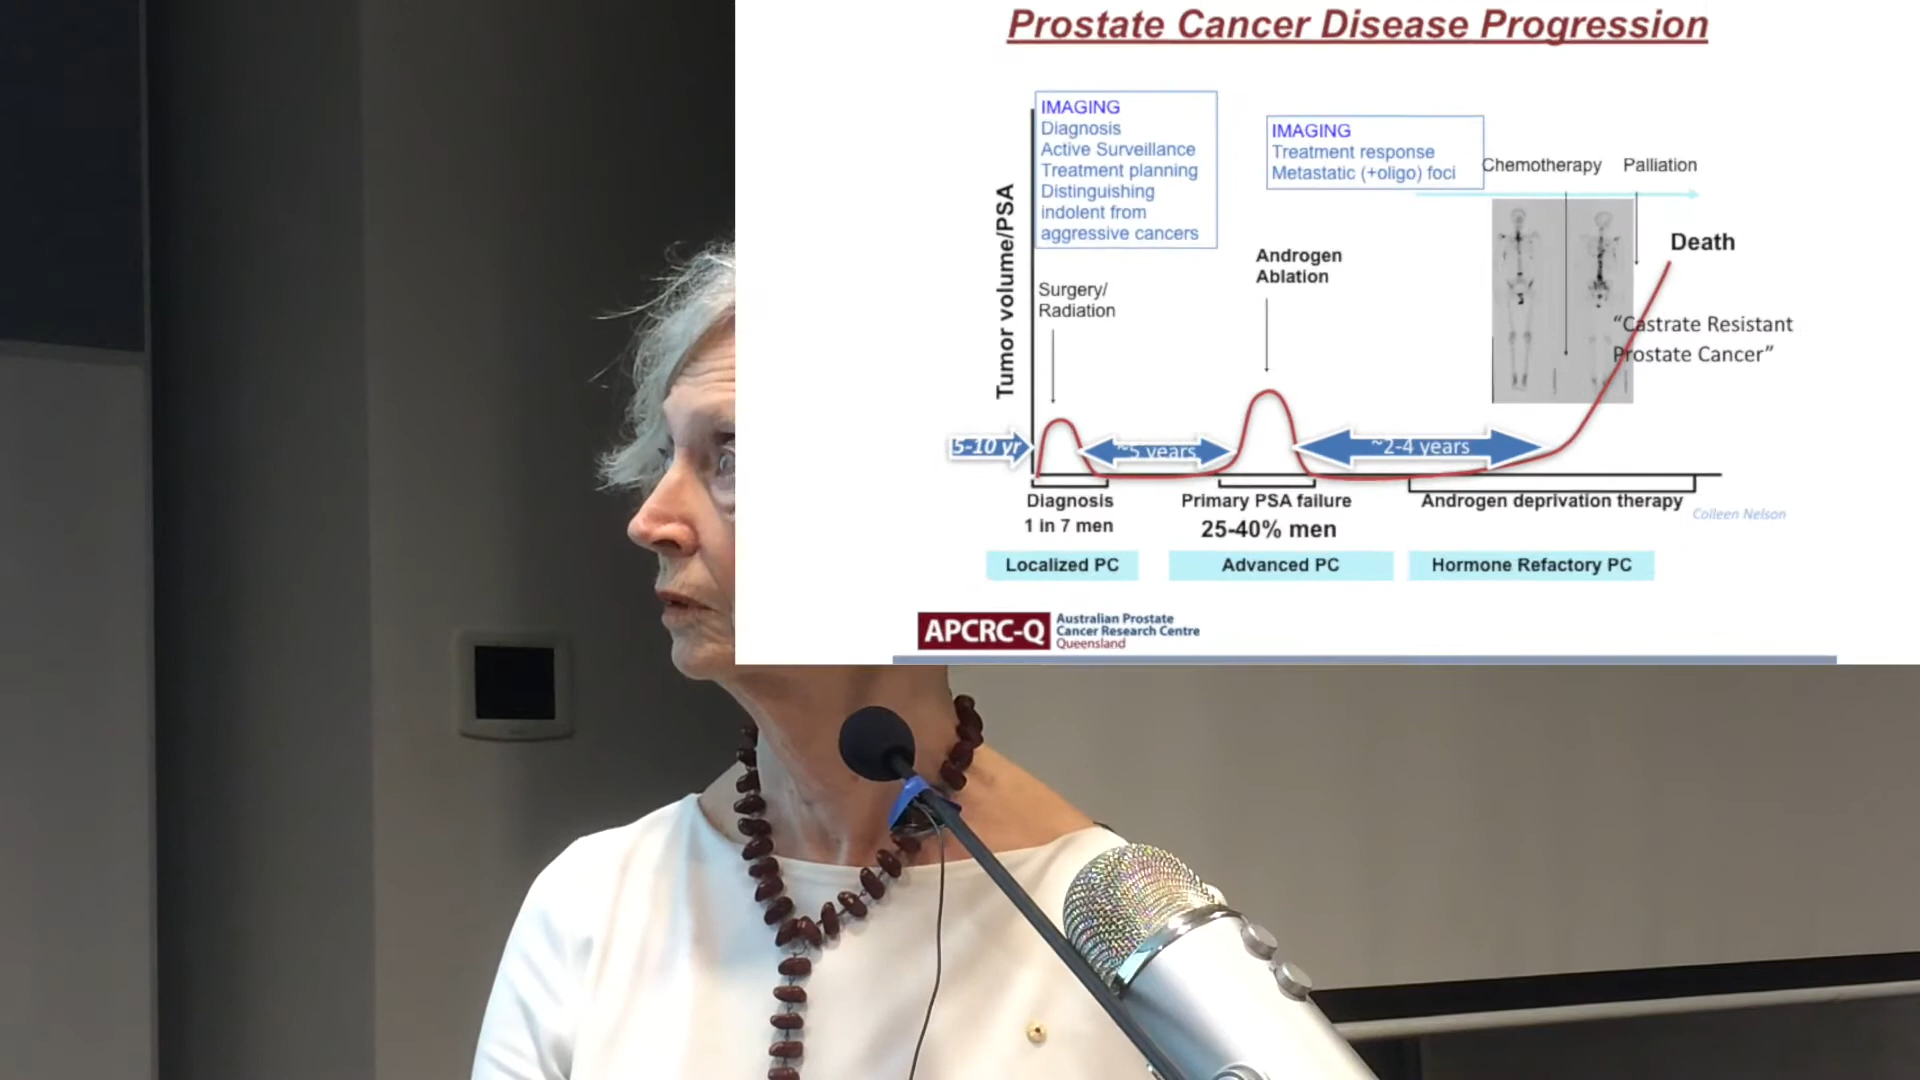 Prostate Cancer Disease Progression
IMAGING
Diagnosis
Active Surveillance
Treatment planning
Distinguishing
indolent from
aggressive cancers
IMAGING
Treatment response
Metastatic (+oligo) foci
Chemotherapy
Palliation
Tumor volume/PSA
Surgery/
Radiation
Androgen
Ablation
Death
“Castrate Resistant
Prostate Cancer”
5-10 yr
~5 years
~2-4 years
Diagnosis
1 in 7 men
Primary PSA failure
25-40% men
Androgen deprivation therapy
Colleen Nelson
Localized PC
Advanced PC
Hormone Refactory PC
APCRC-Q
Australian Prostate
Cancer Research Centre
Queensland